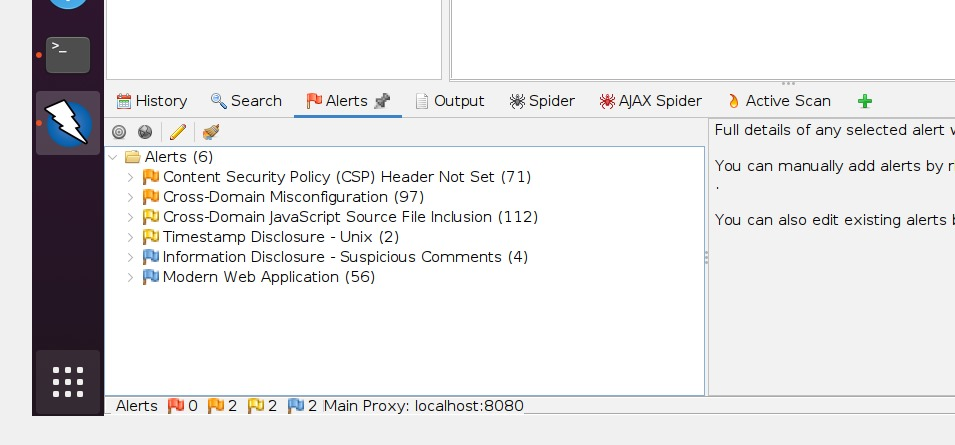 >_
History Search Alerts Output Spider AJAX Spider Active Scan
Alerts (6)
Content Security Policy (CSP) Header Not Set (71)
Cross-Domain Misconfiguration (97)
Cross-Domain JavaScript Source File Inclusion (112)
Timestamp Disclosure - Unix (2)
Information Disclosure - Suspicious Comments (4)
Modern Web Application (56)
Full details of any selected alert
You can manually add alerts by
.
You can also edit existing alerts
Alerts 0 2 2 2 Main Proxy: localhost:8080